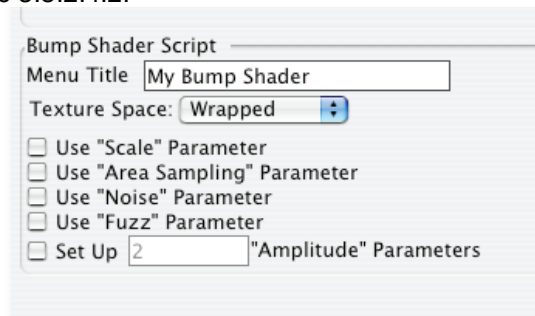 Bump Shader Script
Menu Title My Bump Shader
Texture Space: Wrapped
Use "Scale" Parameter
Use "Area Sampling" Parameter
Use "Noise" Parameter
Use "Fuzz" Parameter
Set Up 2 "Amplitude" Parameters